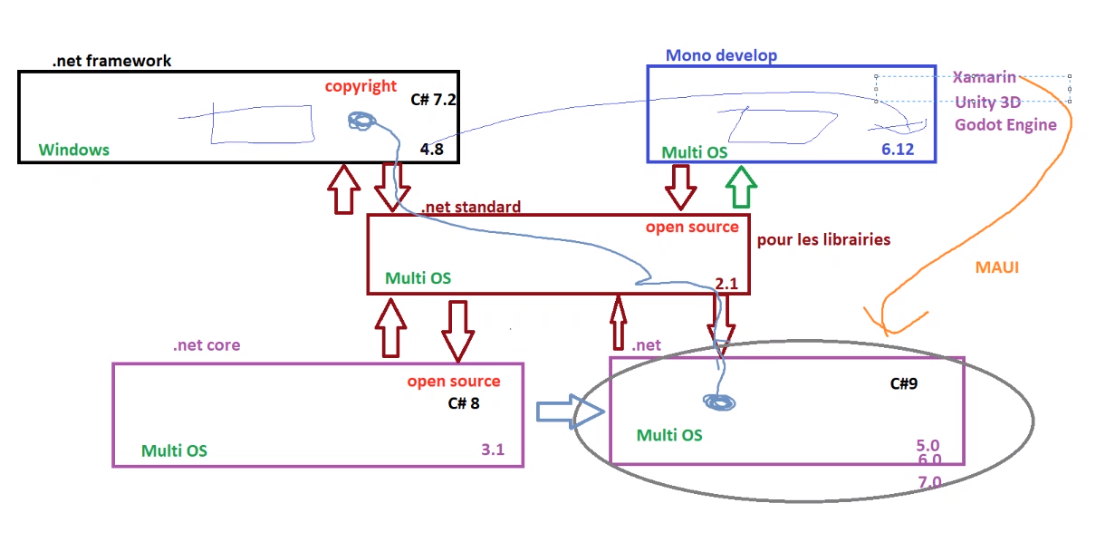 .net framework
copyright
C# 7.2
Windows
4.8
Mono develop
Xamarin
Unity 3D
Godot Engine
Multi OS
6.12
.net standard
open source
pour les librairies
Multi OS
2.1
MAUI
.net core
open source
C# 8
Multi OS
3.1
.net
C#9
Multi OS
5.0
6.0
7.0